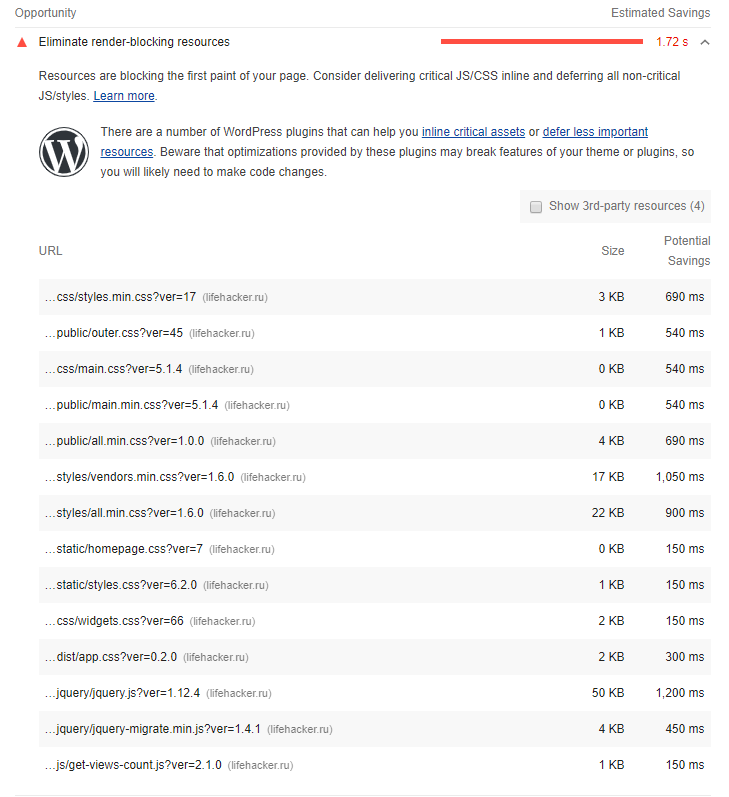 Opportunity Estimated Savings
Eliminate render-blocking resources 1.72 s
Resources are blocking the first paint of your page. Consider delivering critical JS/CSS inline and deferring all non-critical
JS/styles. Learn more.
There are a number of WordPress plugins that can help you inline critical assets or defer less important
resources. Beware that optimizations provided by these plugins may break features of your theme or plugins, so
you will likely need to make code changes.
Show 3rd-party resources (4)
URL Size Potential
Savings
…css/styles.min.css?ver=17 (lifehacker.ru) 3 KB 690 ms
…public/outer.css?ver=45 (lifehacker.ru) 1 KB 540 ms
…css/main.css?ver=5.1.4 (lifehacker.ru) 0 KB 540 ms
…public/main.min.css?ver=5.1.4 (lifehacker.ru) 0 KB 540 ms
…public/all.min.css?ver=1.0.0 (lifehacker.ru) 4 KB 690 ms
…styles/vendors.min.css?ver=1.6.0 (lifehacker.ru) 17 KB 1,050 ms
…styles/all.min.css?ver=1.6.0 (lifehacker.ru) 22 KB 900 ms
…static/homepage.css?ver=7 (lifehacker.ru) 0 KB 150 ms
…static/styles.css?ver=6.2.0 (lifehacker.ru) 1 KB 150 ms
…css/widgets.css?ver=66 (lifehacker.ru) 2 KB 150 ms
…dist/app.css?ver=0.2.0 (lifehacker.ru) 2 KB 300 ms
…jquery/jquery.js?ver=1.12.4 (lifehacker.ru) 50 KB 1,200 ms
…jquery/jquery-migrate.min.js?ver=1.4.1 (lifehacker.ru) 4 KB 450 ms
…js/get-views-count.js?ver=2.1.0 (lifehacker.ru) 1 KB 150 ms